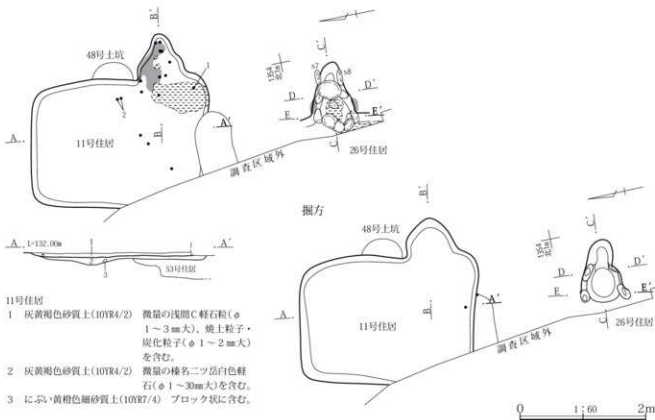 B'
48号土坑
1
2
A
11号住居
B
A'
調査区域外
C'
s7
s8
D
D'
E
E'
C
26号住居
A L=132.00m
1
A'
2
3
53号住居
掘方
B'
48号土坑
A'
B
11号住居
A
B
C'
D
D'
E
E'
C
26号住居
調査区域外
11号住居
1 灰黄褐色砂質土(10YR4/2) 微量の浅間C軽石粒(φ
1～3㎜大)、焼土粒子・
炭化粒子(φ1～2㎜大)
を含む。
2 灰黄褐色砂質土(10YR4/2) 微量の榛名二ツ岳白色軽
石(φ1～30㎜大)を含む。
3 にぶい黄橙色細砂質土(10YR7/4) ブロック状に含む。
0 1:60 2m